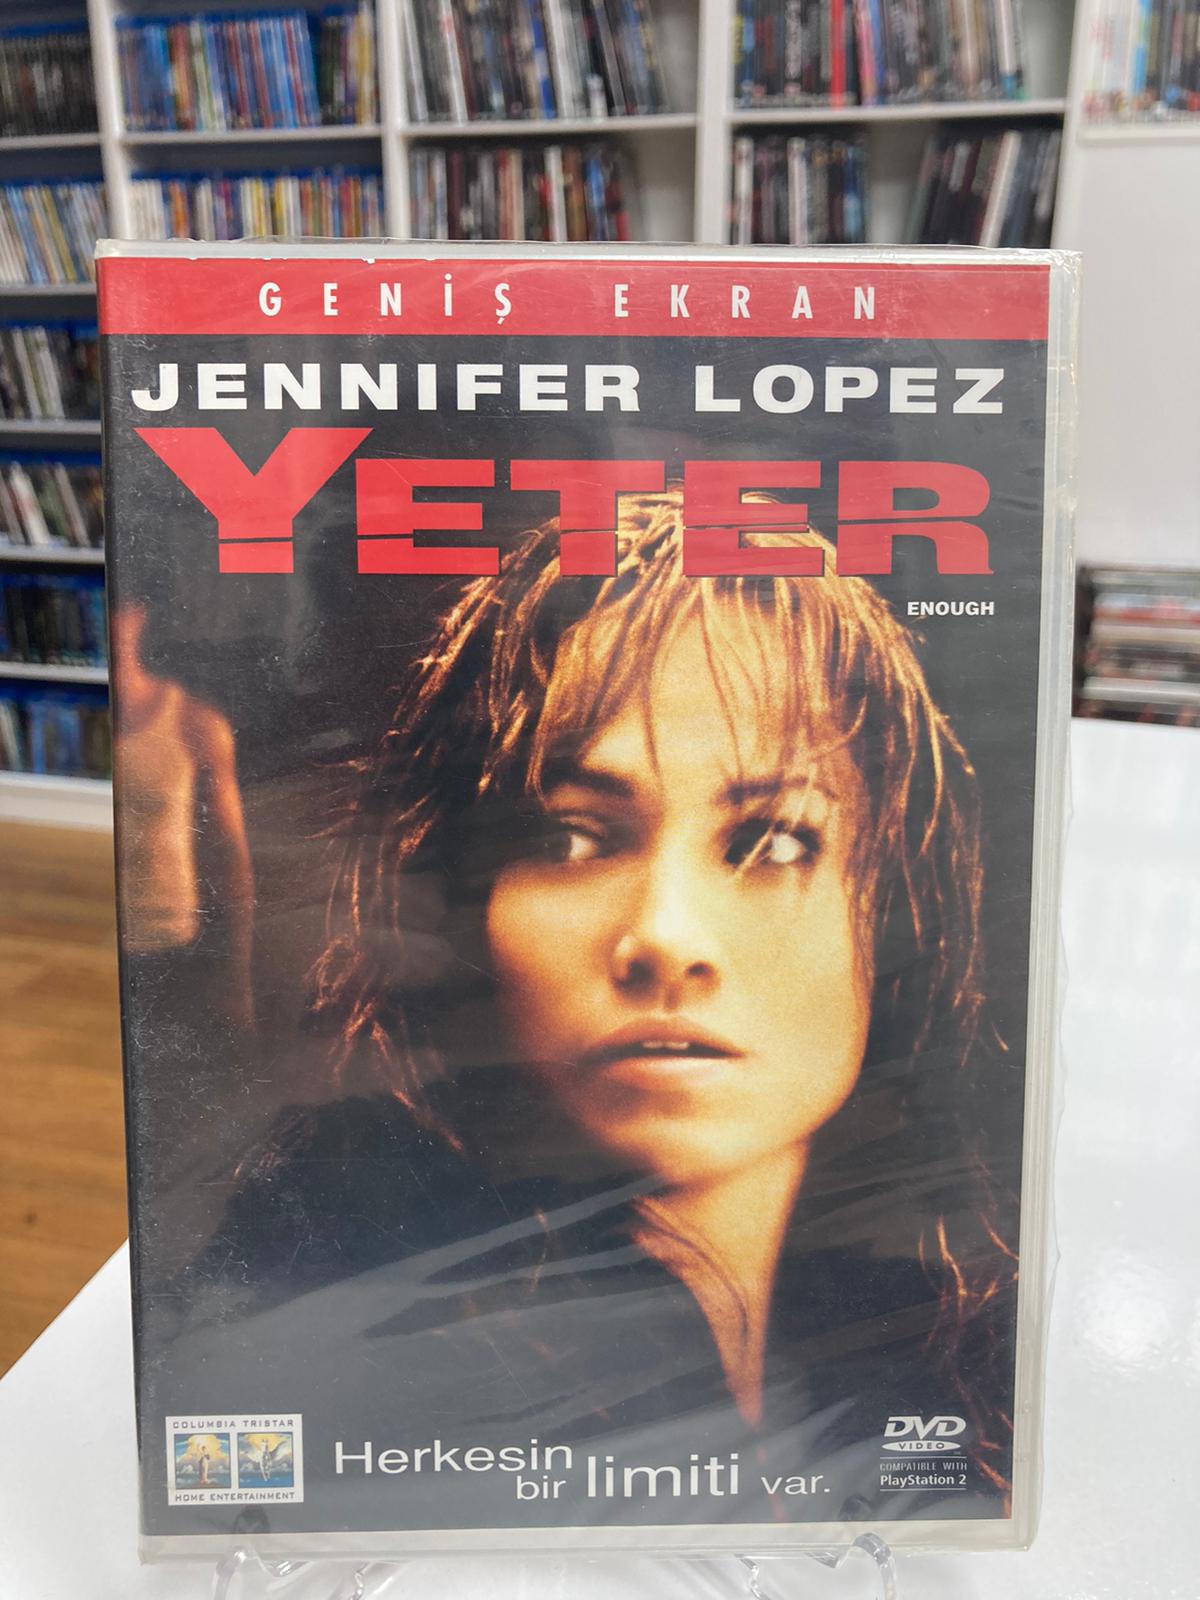 GENİŞ EKRAN
JENNIFER LOPEZ
YETER
ENOUGH
COLUMBIA TRISTAR
HOME ENTERTAINMENT
Herkesin
bir limiti var.
DVD
VIDEO
COMPATIBLE WITH
PlayStation 2